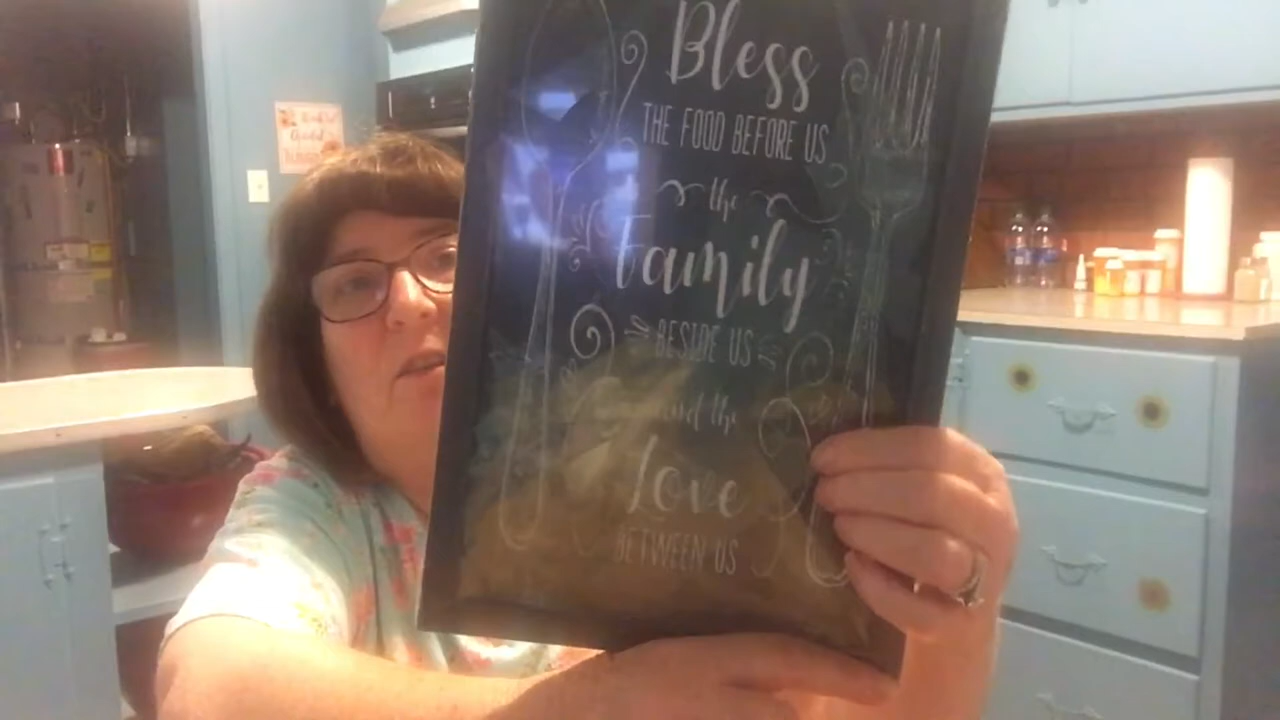 Bless
THE FOOD BEFORE US
the
Family
BESIDE US
and the
Love
BETWEEN US